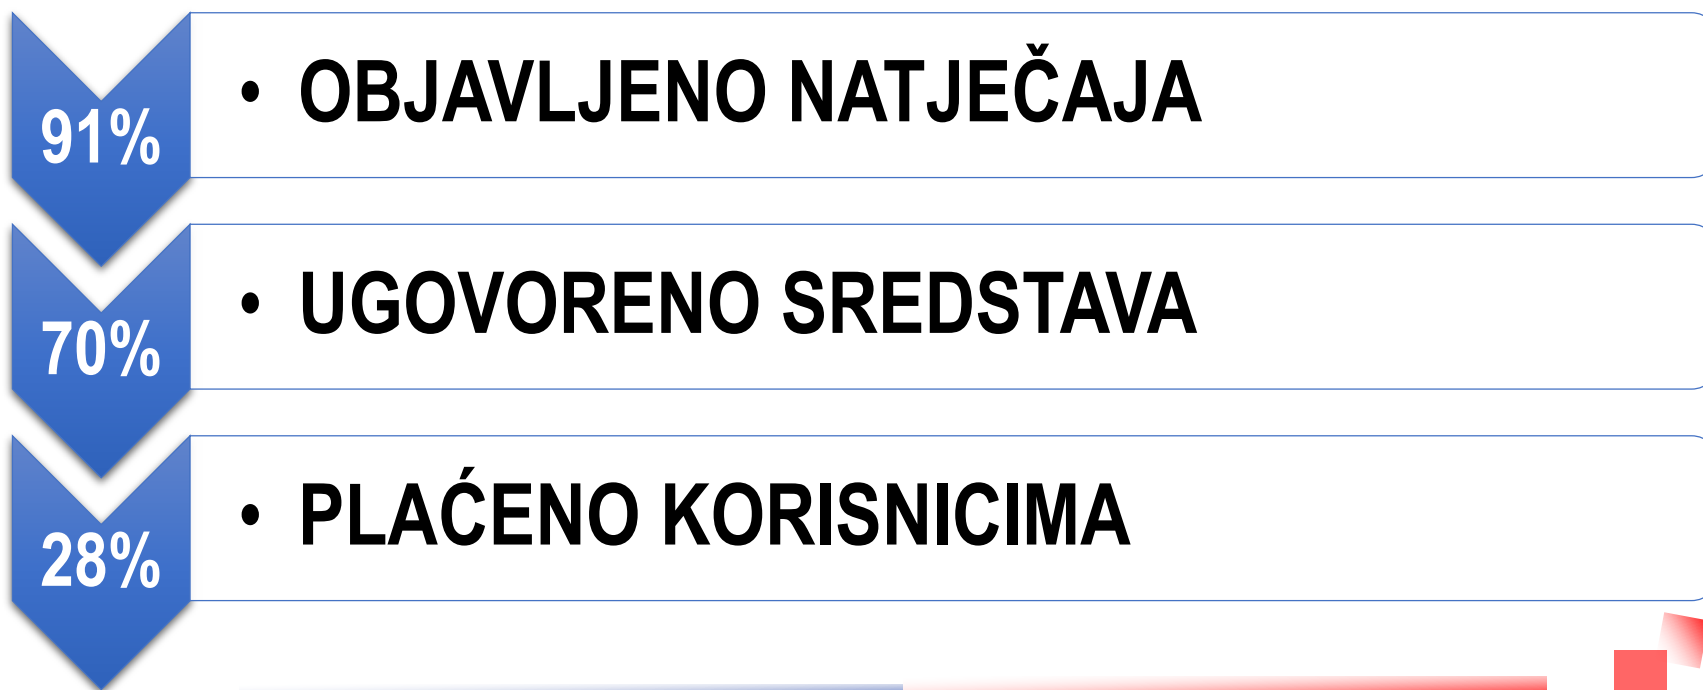 91%
• OBJAVLJENO NATJEČAJA
70%
• UGOVORENO SREDSTAVA
28%
• PLAĆENO KORISNICIMA